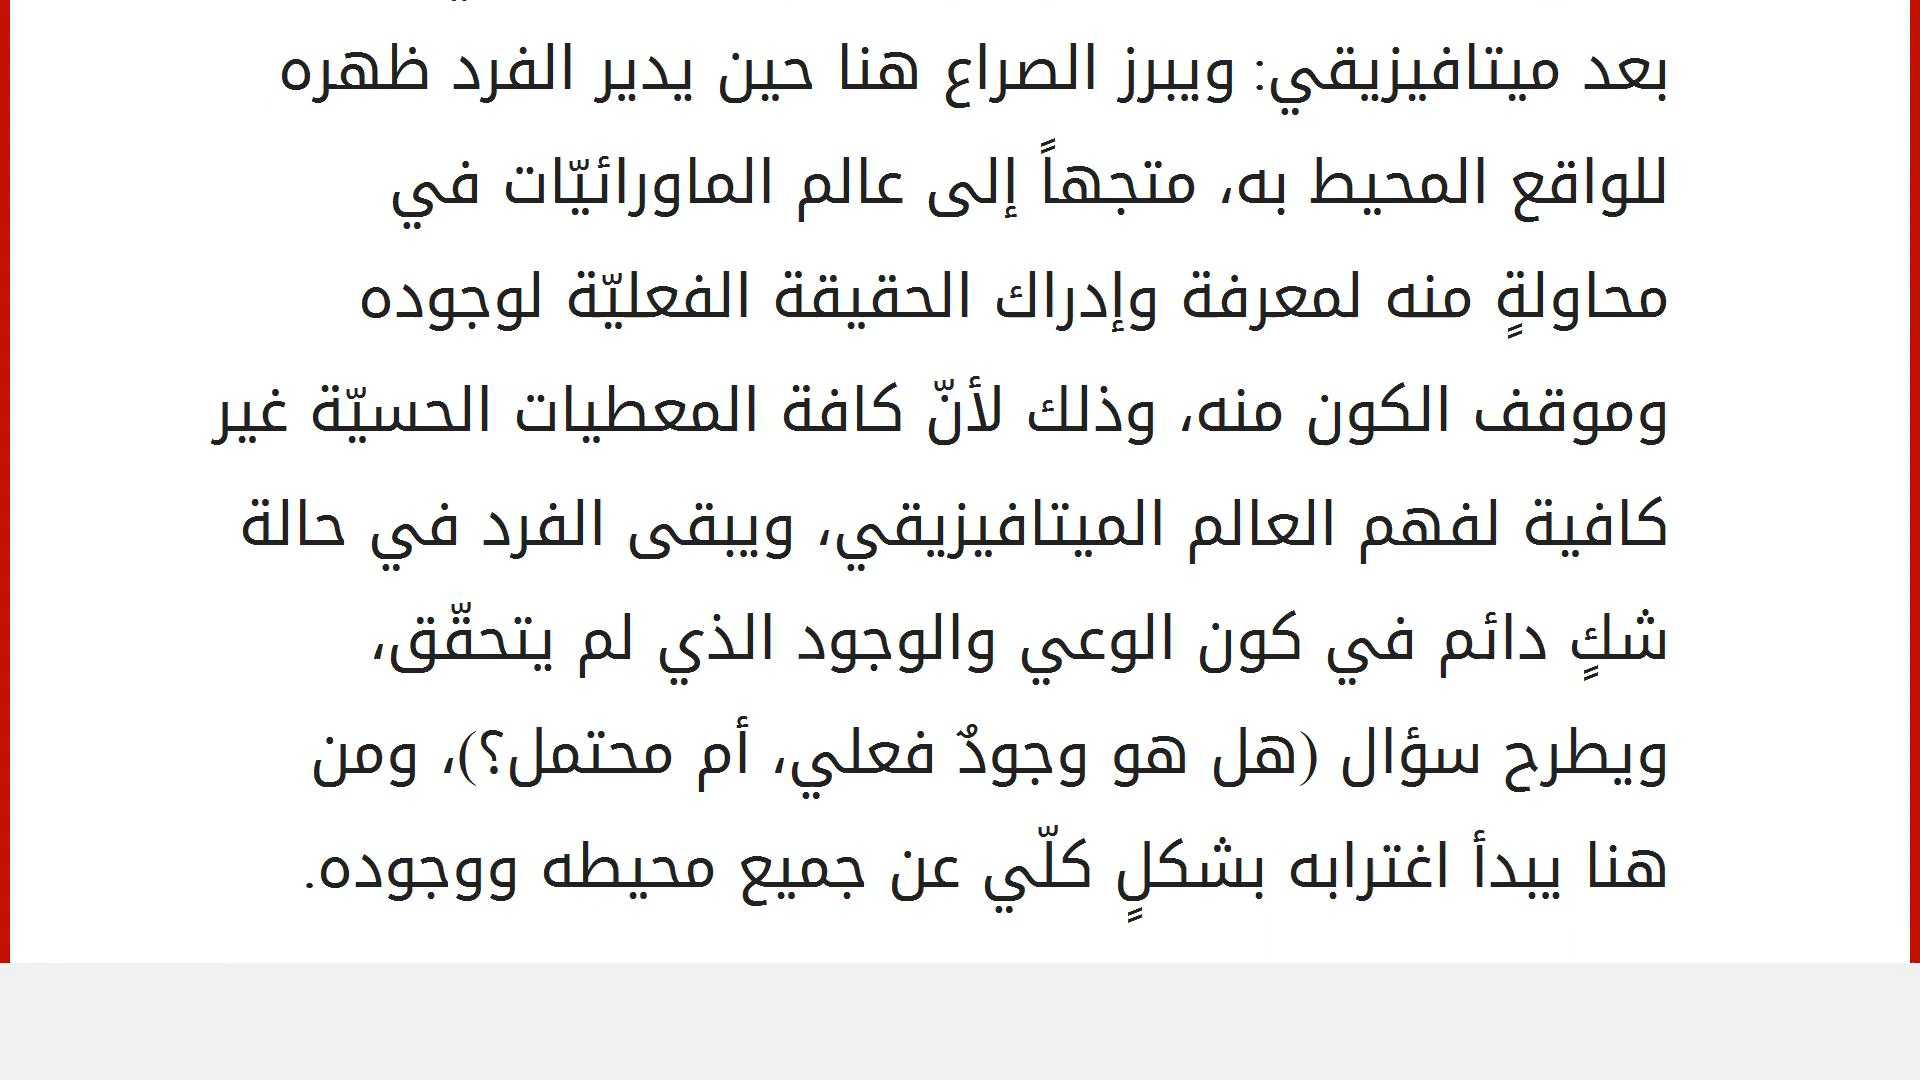 بعد ميتافيزيقي: ويبرز الصراع هنا حين يدير الفرد ظهره
للواقع المحيط به، متجهاً إلى عالم الماورائيّات في
محاولةٍ منه لمعرفة وإدراك الحقيقة الفعليّة لوجوده
وموقف الكون منه، وذلك لأنّ كافة المعطيات الحسيّة غير
كافية لفهم العالم الميتافيزيقي، ويبقى الفرد في حالة
شكٍ دائم في كون الوعي والوجود الذي لم يتحقّق،
ويطرح سؤال (هل هو وجودٌ فعلي، أم محتمل؟)، ومن
هنا يبدأ اغترابه بشكلٍ كلّي عن جميع محيطه ووجوده.